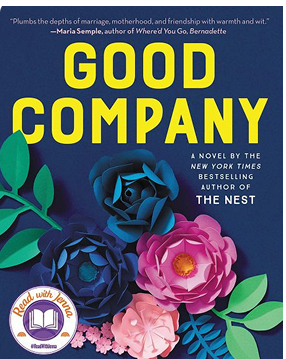 "Plumbs the depths of marriage, motherhood, and friendship with warmth and wit."
—Maria Semple, author of Where'd You Go, Bernadette
GOOD
COMPANY
A NOVEL BY THE
NEW YORK TIMES
BESTSELLING
AUTHOR OF
THE NEST
Read with Jenna
#ReadWithJenna